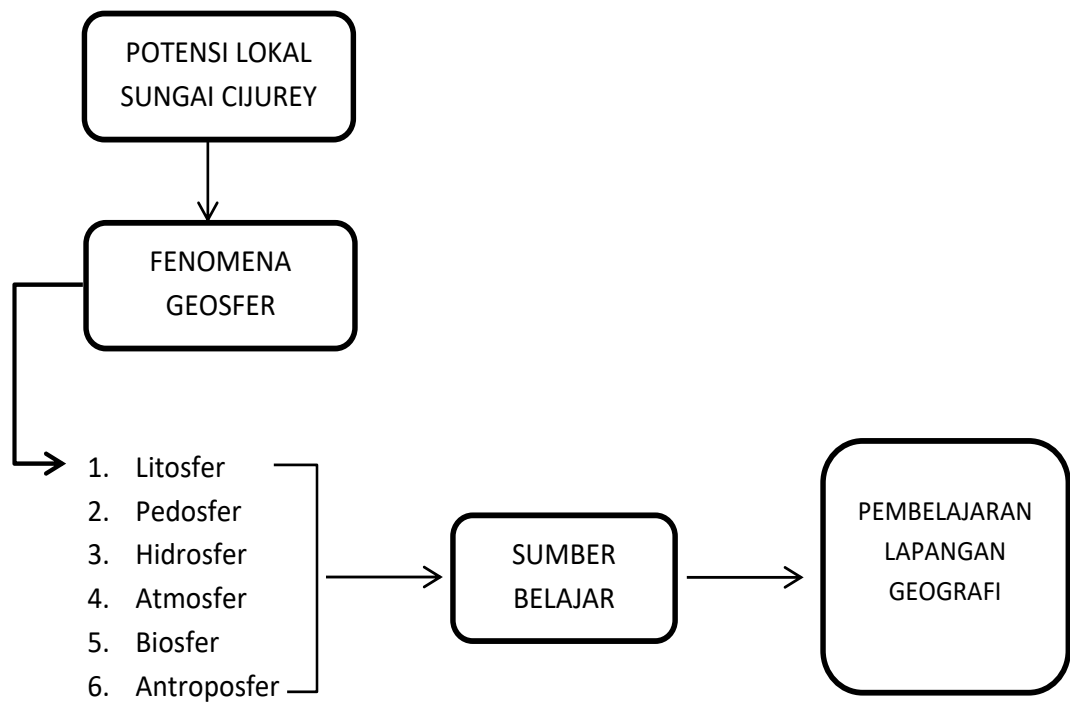 POTENSI LOKAL
SUNGAI CIJUREY
FENOMENA
GEOSFER
1. Litosfer
2. Pedosfer
3. Hidrosfer
4. Atmosfer
5. Biosfer
6. Antroposfer
SUMBER
BELAJAR
PEMBELAJARAN
LAPANGAN
GEOGRAFI